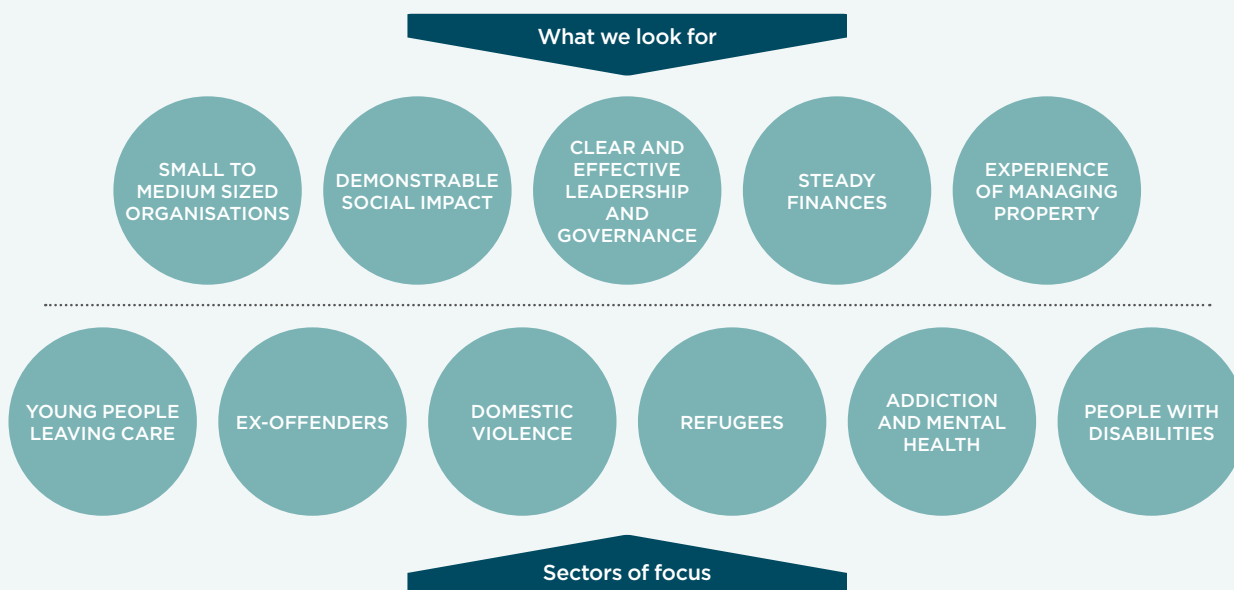 What we look for
SMALL TO
MEDIUM SIZED
ORGANISATIONS
DEMONSTRABLE
SOCIAL IMPACT
CLEAR AND
EFFECTIVE
LEADERSHIP
AND
GOVERNANCE
STEADY
FINANCES
EXPERIENCE
OF MANAGING
PROPERTY
YOUNG PEOPLE
LEAVING CARE
EX-OFFENDERS
DOMESTIC
VIOLENCE
REFUGEES
ADDICTION
AND MENTAL
HEALTH
PEOPLE WITH
DISABILITIES
Sectors of focus